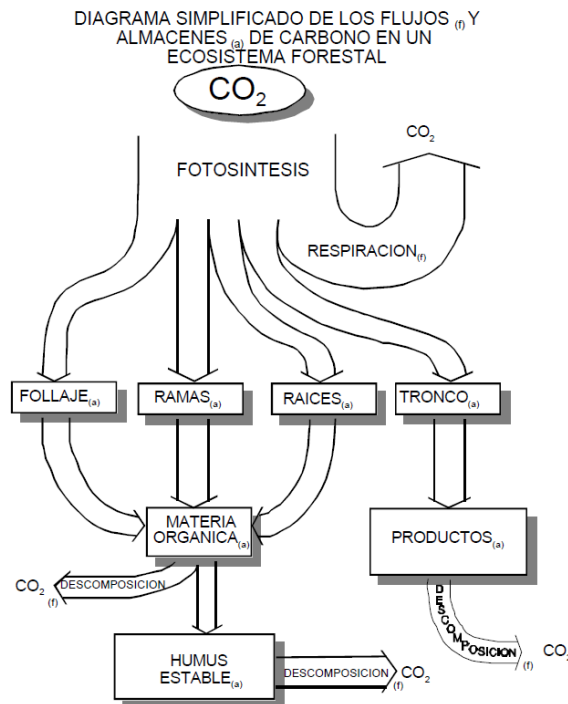 DIAGRAMA SIMPLIFICADO DE LOS FLUJOS (f) Y
ALMACENES (a) DE CARBONO EN UN
ECOSISTEMA FORESTAL
CO2
CO2
FOTOSINTESIS
RESPIRACION(f)
FOLLAJE(a)
RAMAS(a)
RAICES(a)
TRONCO(a)
MATERIA
ORGANICA(a)
PRODUCTOS(a)
CO2 (f)
DESCOMPOSICION
DESCOMPOSICION
(f)
CO2
HUMUS
ESTABLE(a)
DESCOMPOSICION
(f)
CO2